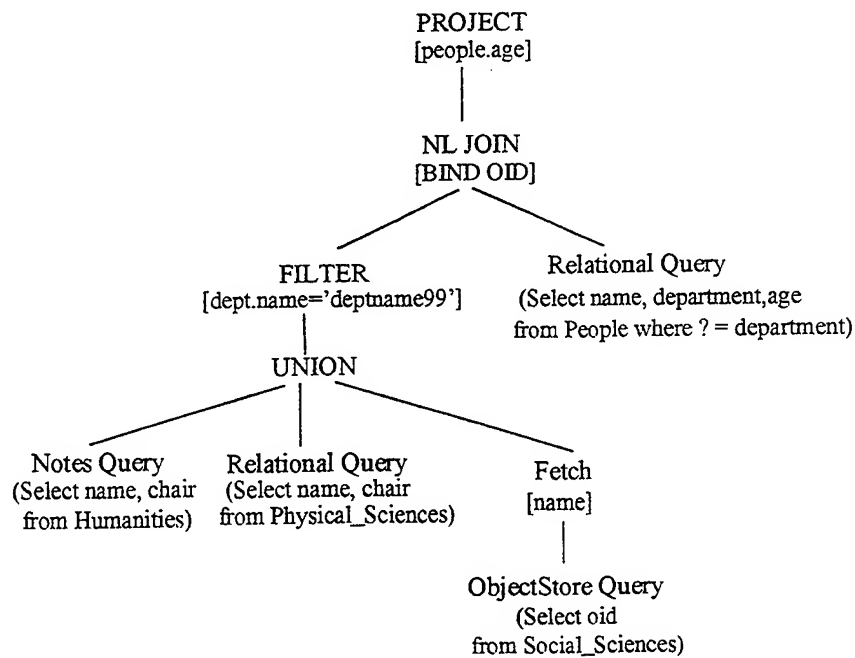 PROJECT
[people.age]
NL JOIN
[BIND OID]
FILTER
[dept.name='deptname99']
Relational Query
(Select name, department,age
from People where ? = department)
UNION
Notes Query
(Select name, chair
from Humanities)
Relational Query
(Select name, chair
from Physical_Sciences)
Fetch
[name]
ObjectStore Query
(Select oid
from Social_Sciences)